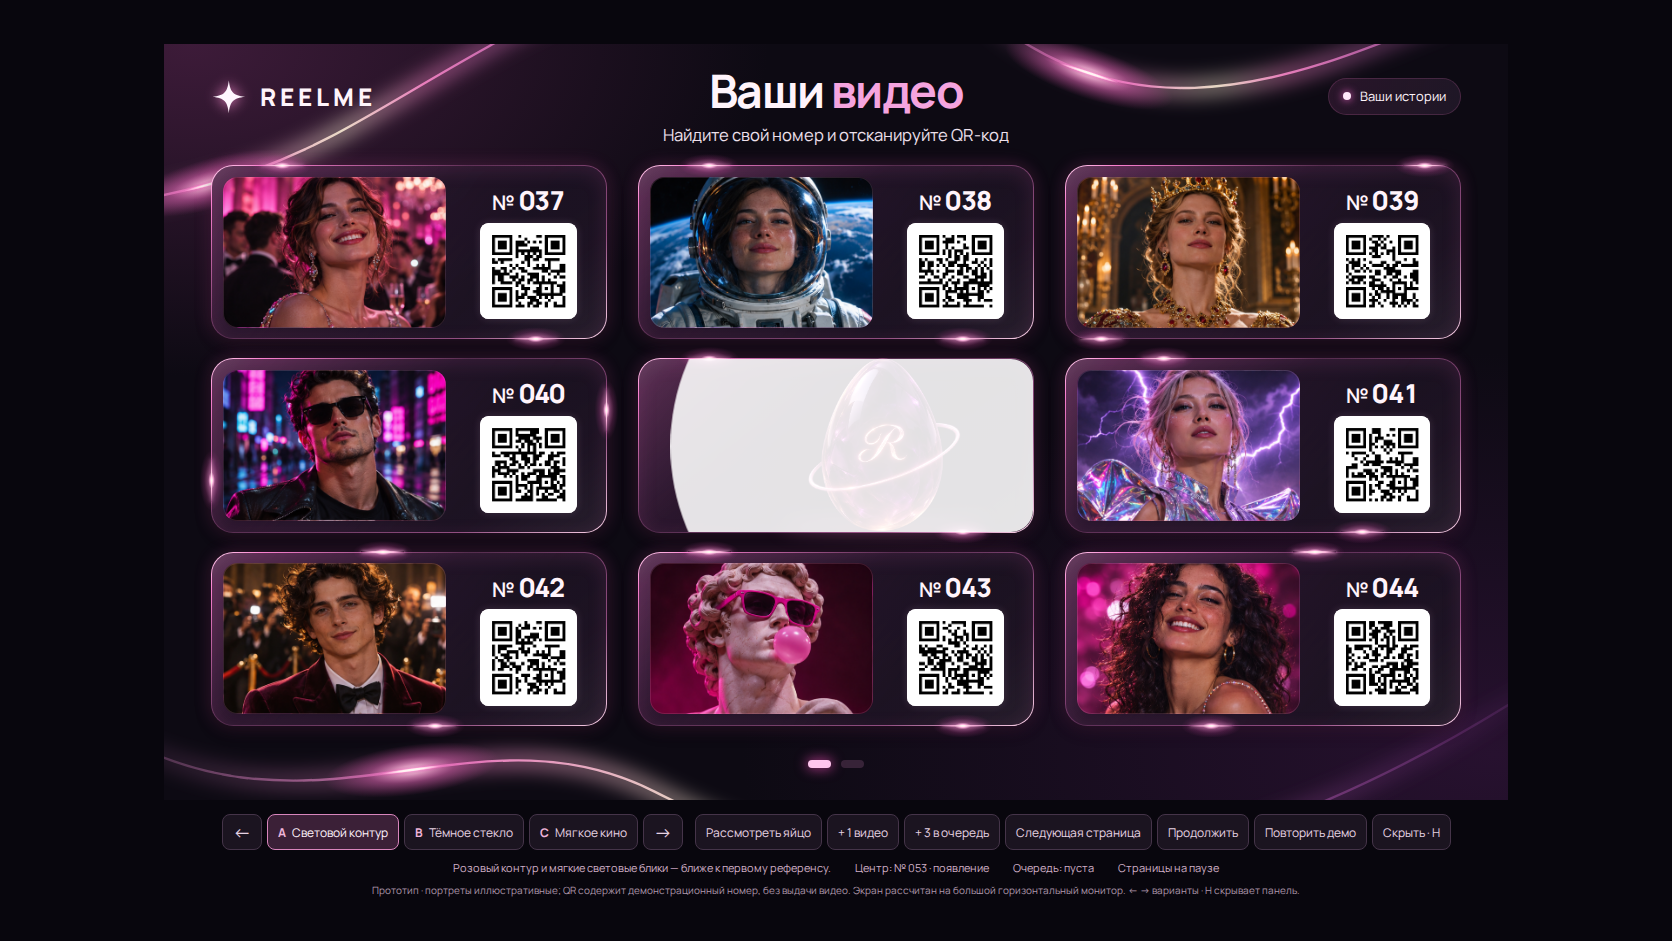 REELME
Ваши видео
Ваши истории
Найдите свой номер и отсканируйте QR-код
№ 037
№ 038
№ 039
№ 040
R
№ 041
№ 042
№ 043
№ 044
← A Световой контур B Тёмное стекло C Мягкое кино → Рассмотреть яйцо + 1 видео + 3 в очередь Следующая страница Продолжить Повторить демо Скрыть · H
Розовый контур и мягкие световые блики — ближе к первому референсу. Центр: № 053 · появление Очередь: пуста Страницы на паузе
Прототип · портреты иллюстративные; QR содержит демонстрационный номер, без выдачи видео. Экран рассчитан на большой горизонтальный монитор. ← → варианты · H скрывает панель.